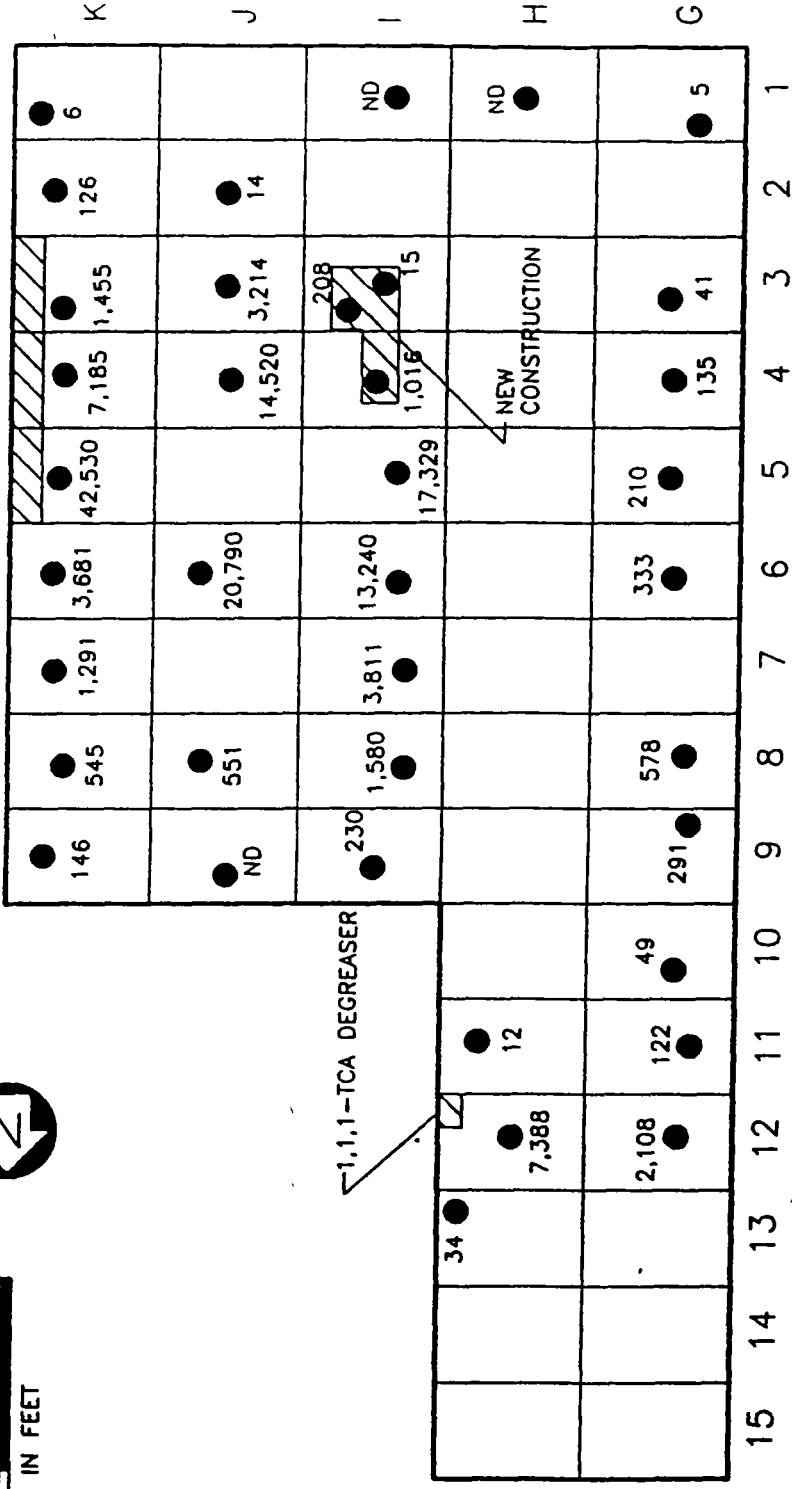 IN FEET
N
146
545
1,291
3,681
42,530
7,185
1,455
126
6
K
ND
551
20,790
14,520
3,214
14
J
230
1,580
3,811
13,240
17,329
1,016
208
15
ND
I
1,1,1-TCA DEGREASER
NEW
CONSTRUCTION
34
7,388
12
ND
H
2,108
122
49
291
578
333
210
135
41
5
G
15 14 13 12 11 10 9 8 7 6 5 4 3 2 1